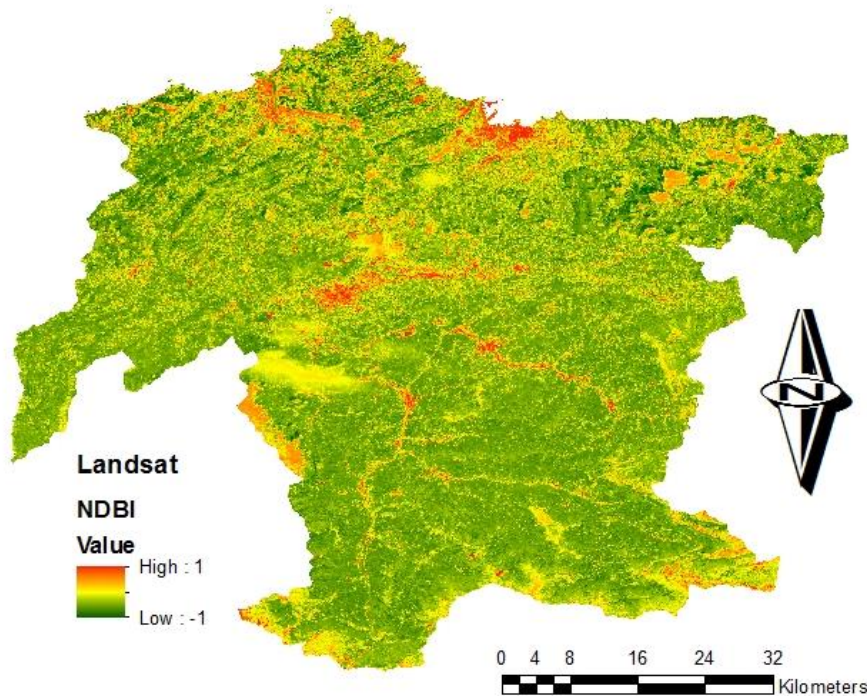 N
Landsat
NDBI
Value
High : 1
Low : -1
0 4 8 16 24 32
Kilometers